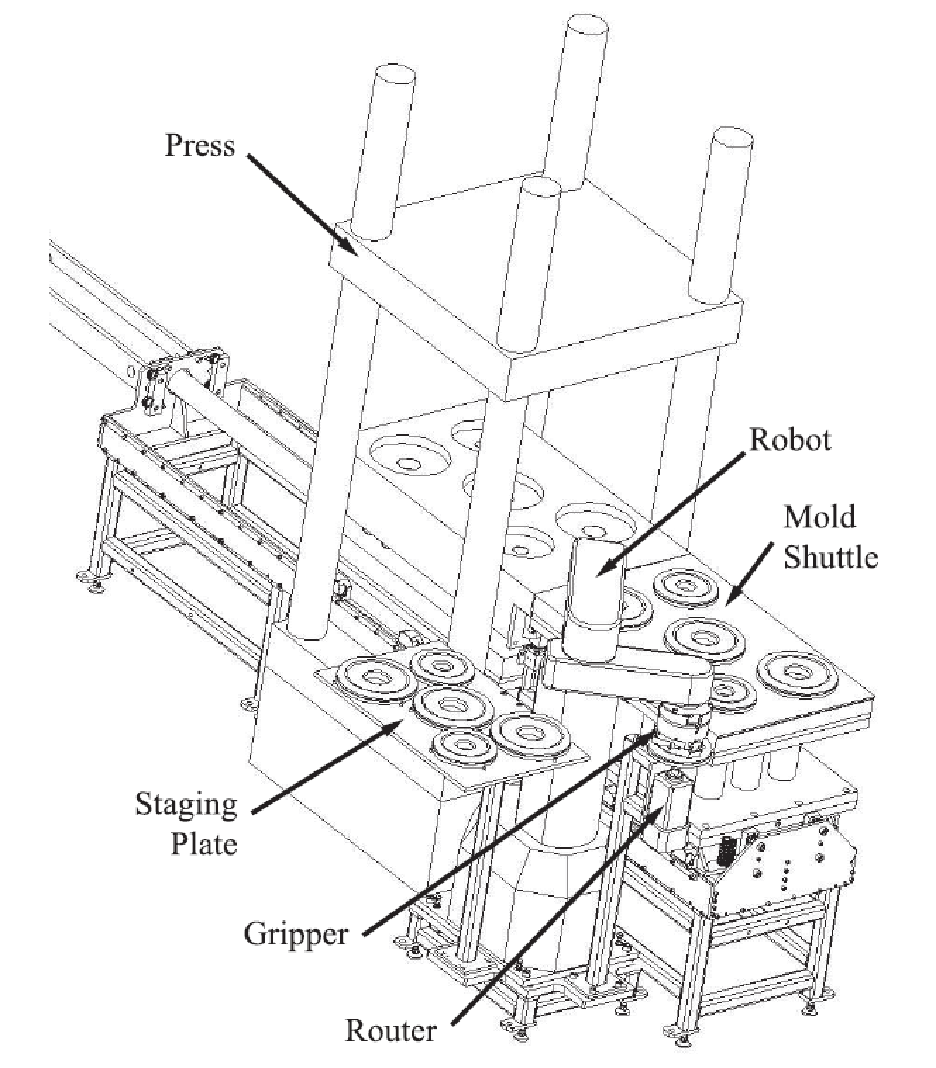 Press
Robot
Mold
Shuttle
Staging
Plate
Gripper
Router